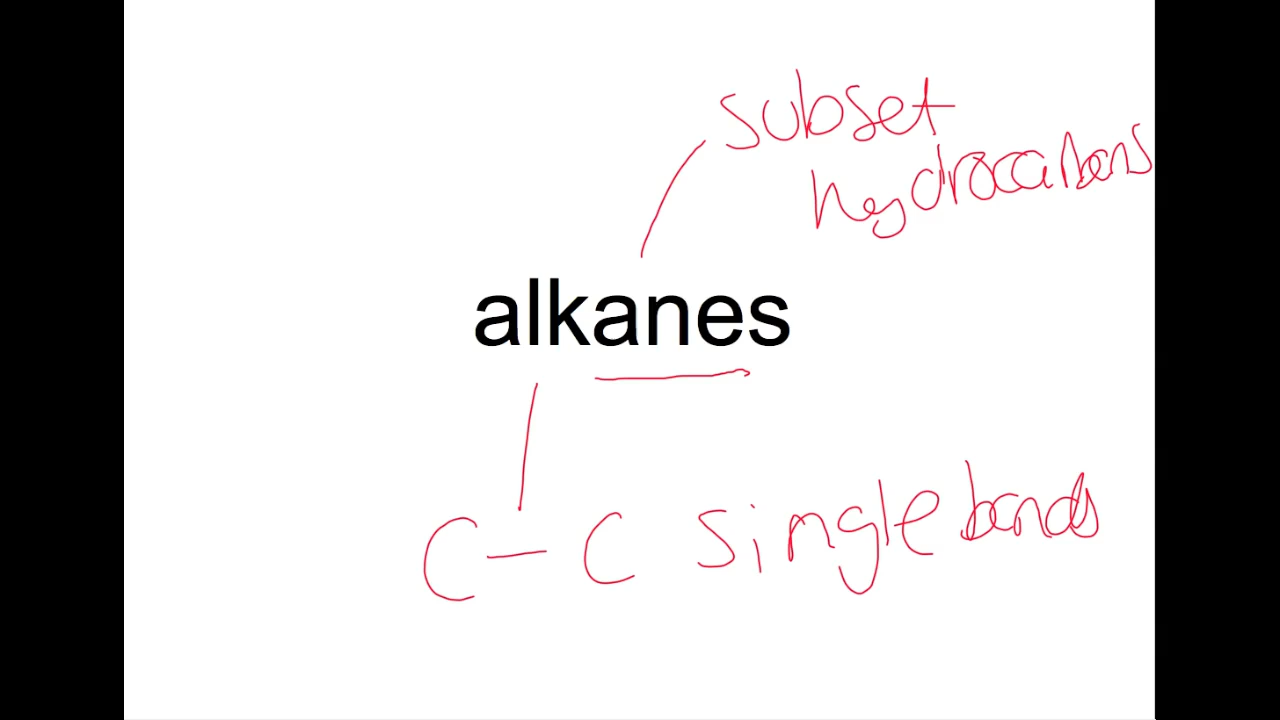 subset
hydrocarbons
alkanes
C - C single bonds